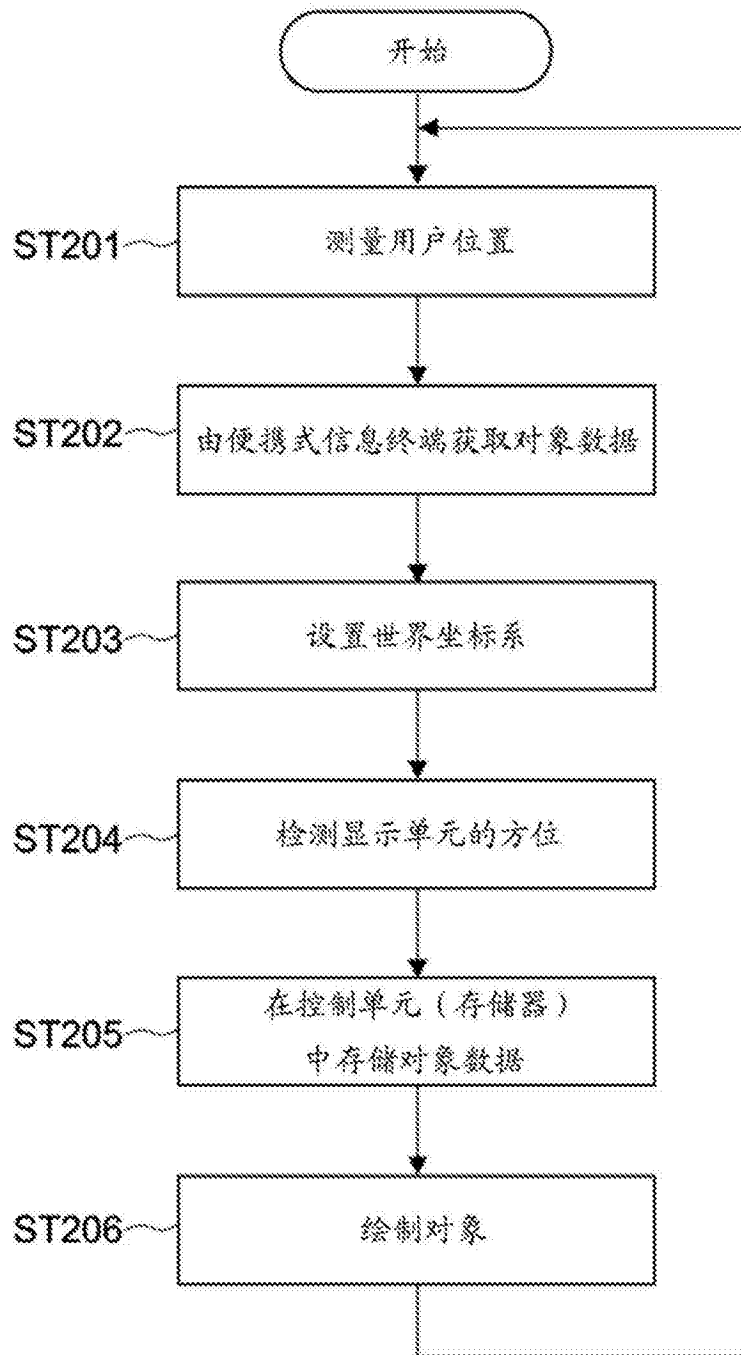 开始
ST201
测量用户位置
ST202
由便携式信息终端获取对象数据
ST203
设置世界坐标系
ST204
检测显示单元的方位
ST205
在控制单元（存储器）
中存储对象数据
ST206
绘制对象